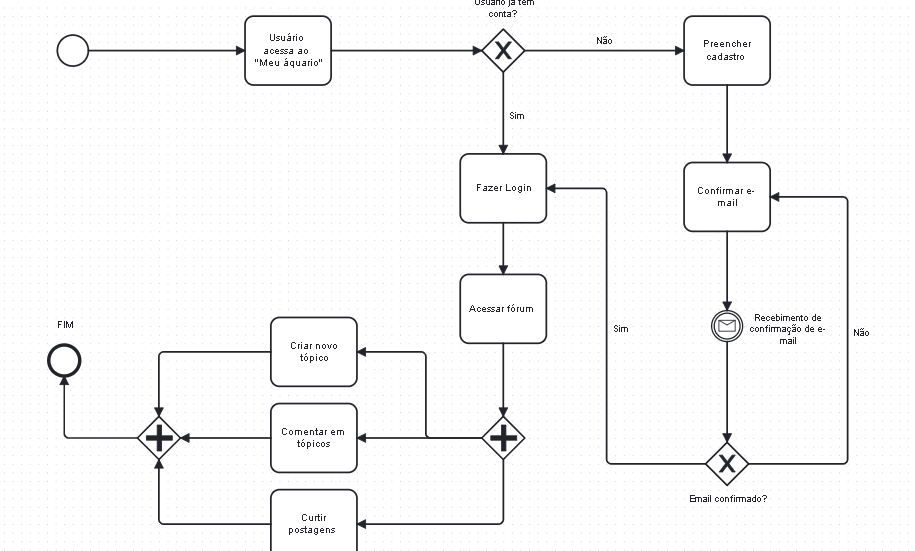 Usuário já tem
conta?
Usuário
acessa ao
"Meu áquario"
Não
Preencher
cadastro
Sim
Fazer Login
Confirmar e-
mail
Acessar fórum
Recebimento de
confirmação de e-
mail
Sim
Não
FIM
Criar novo
tópico
Comentar em
tópicos
Email confirmado?
Curtir
postagens